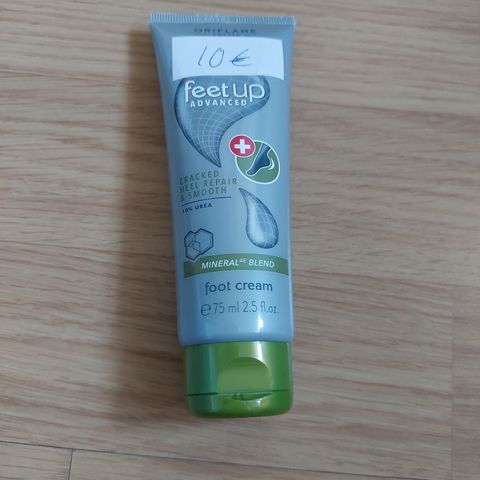 ORIFLAME
10€
feet up
ADVANCED
CRACKED
HEEL REPAIR
& SMOOTH
10% UREA
MINERAL BLEND
foot cream
℮75 ml 2.5 fl.oz.